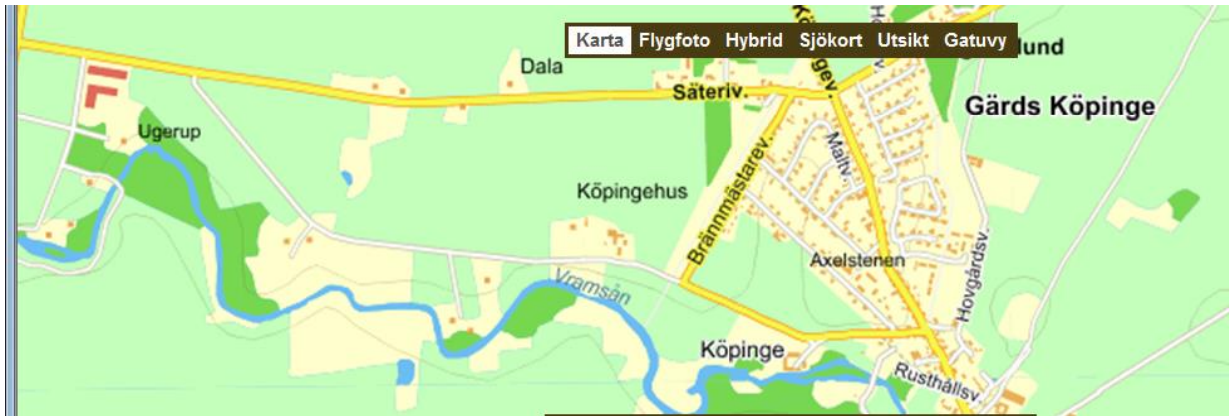 Karta Flygfoto Hybrid Sjökort Utsikt Gatuvy
Dala
Säteriv.
Gärds Köpinge
Ugerup
Maltv.
Köpingehus
Brännmästarev.
Axelstenen
Hovgårdsv.
Vramsån
Köpinge
Rusthållsv.